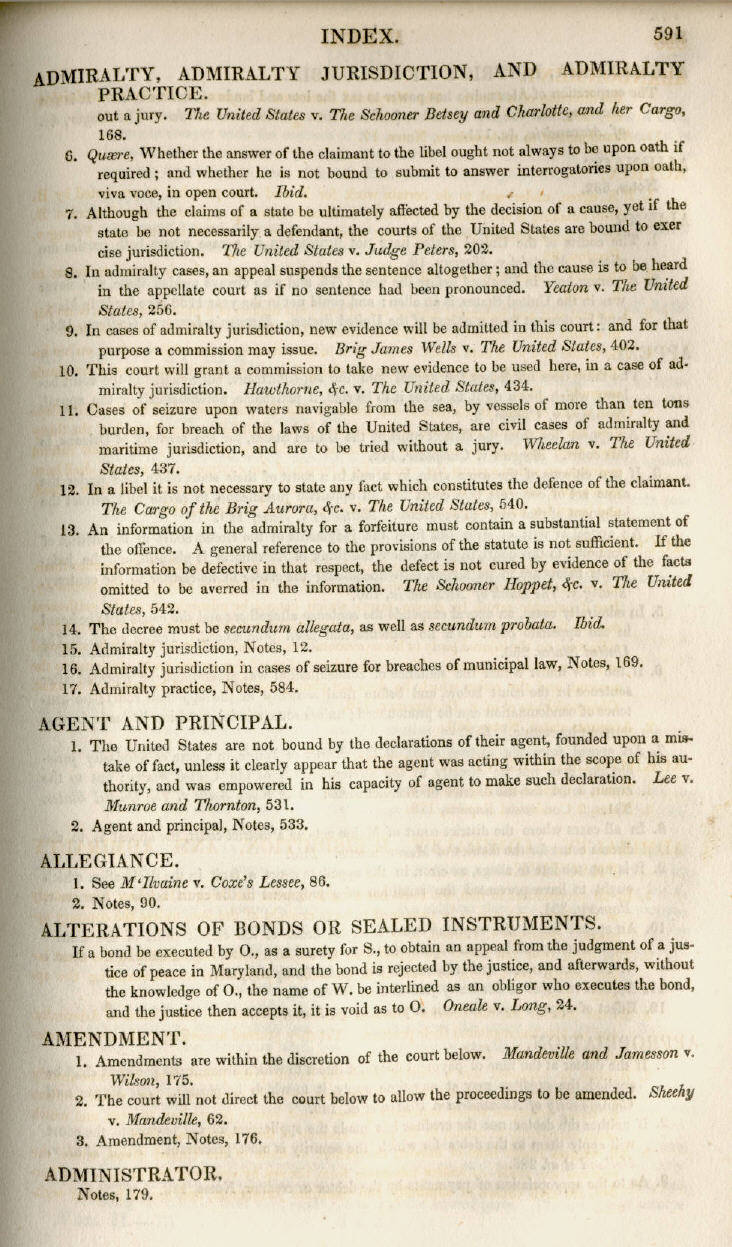 INDEX. 591
ADMIRALTY, ADMIRALTY JURISDICTION, AND ADMIRALTY
PRACTICE.
out a jury. The United States v. The Schooner Betsey and Charlotte, and her Cargo,
168.
6. Quære, Whether the answer of the claimant to the libel ought not always to be upon oath if
required; and whether he is not bound to submit to answer interrogatories upon oath,
viva voce, in open court. Ibid.
7. Although the claims of a state be ultimately affected by the decision of a cause, yet if the
state be not necessarily a defendant, the courts of the United States are bound to exer
cise jurisdiction. The United States v. Judge Peters, 202.
8. In admiralty cases, an appeal suspends the sentence altogether; and the cause is to be heard
in the appellate court as if no sentence had been pronounced. Yeaton v. The United
States, 256.
9. In cases of admiralty jurisdiction, new evidence will be admitted in this court: and for that
purpose a commission may issue. Brig James Wells v. The United States, 402.
10. This court will grant a commission to take new evidence to be used here, in a case of ad-
miralty jurisdiction. Hawthorne, &c. v. The United States, 434.
11. Cases of seizure upon waters navigable from the sea, by vessels of more than ten tons
burden, for breach of the laws of the United States, are civil cases of admiralty and
maritime jurisdiction, and are to be tried without a jury. Wheelan v. The United
States, 437.
12. In a libel it is not necessary to state any fact which constitutes the defence of the claimant.
The Cargo of the Brig Aurora, &c. v. The United States, 540.
13. An information in the admiralty for a forfeiture must contain a substantial statement of
the offence. A general reference to the provisions of the statute is not sufficient. If the
information be defective in that respect, the defect is not cured by evidence of the facts
omitted to be averred in the information. The Schooner Hoppet, &c. v. The United
States, 542.
14. The decree must be secundum allegata, as well as secundum probata. Ibid.
15. Admiralty jurisdiction, Notes, 12.
16. Admiralty jurisdiction in cases of seizure for breaches of municipal law, Notes, 169.
17. Admiralty practice, Notes, 584.
AGENT AND PRINCIPAL.
1. The United States are not bound by the declarations of their agent, founded upon a mis-
take of fact, unless it clearly appear that the agent was acting within the scope of his au-
thority, and was empowered in his capacity of agent to make such declaration. Lee v.
Munroe and Thornton, 531.
2. Agent and principal, Notes, 533.
ALLEGIANCE.
1. See M'Ilvaine v. Coxe's Lessee, 86.
2. Notes, 90.
ALTERATIONS OF BONDS OR SEALED INSTRUMENTS.
If a bond be executed by O., as a surety for S., to obtain an appeal from the judgment of a jus-
tice of peace in Maryland, and the bond is rejected by the justice, and afterwards, without
the knowledge of O., the name of W. be interlined as an obligor who executes the bond,
and the justice then accepts it, it is void as to O. Oneale v. Long, 24.
AMENDMENT.
1. Amendments are within the discretion of the court below. Mandeville and Jamesson v.
Wilson, 175.
2. The court will not direct the court below to allow the proceedings to be amended. Sheehy
v. Mandeville, 62.
3. Amendment, Notes, 176.
ADMINISTRATOR.
Notes, 179.